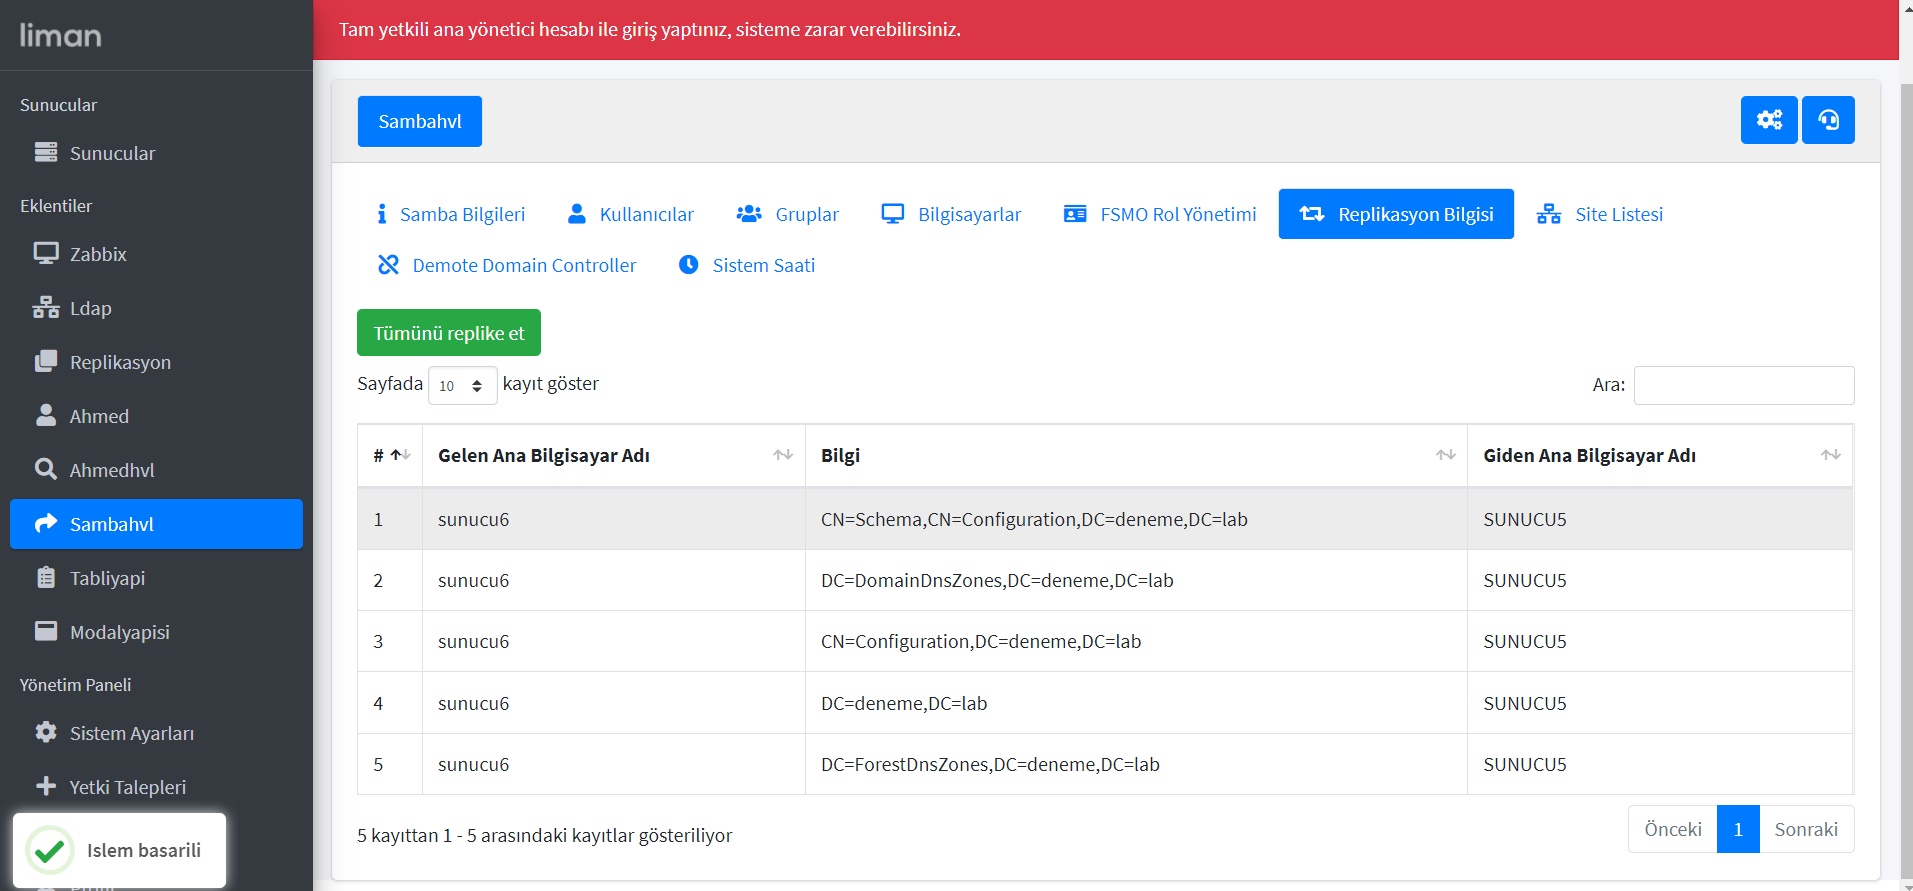 liman
Tam yetkili ana yönetici hesabı ile giriş yaptınız, sisteme zarar verebilirsiniz.
Sunucular
Sunucular
Eklentiler
Zabbix
Ldap
Replikasyon
Ahmed
Ahmedhvl
Sambahvl
Tabliyapi
Modalyapisi
Yönetim Paneli
Sistem Ayarları
Yetki Talepleri
Islem basarili
Sambahvl
Samba Bilgileri Kullanıcılar Gruplar Bilgisayarlar FSMO Rol Yönetimi Replikasyon Bilgisi Site Listesi
Demote Domain Controller Sistem Saati
Tümünü replike et
Sayfada 10 kayıt göster Ara:
# Gelen Ana Bilgisayar Adı Bilgi Giden Ana Bilgisayar Adı
1 sunucu6 CN=Schema,CN=Configuration,DC=deneme,DC=lab SUNUCU5
2 sunucu6 DC=DomainDnsZones,DC=deneme,DC=lab SUNUCU5
3 sunucu6 CN=Configuration,DC=deneme,DC=lab SUNUCU5
4 sunucu6 DC=deneme,DC=lab SUNUCU5
5 sunucu6 DC=ForestDnsZones,DC=deneme,DC=lab SUNUCU5
5 kayıttan 1 - 5 arasındaki kayıtlar gösteriliyor Önceki 1 Sonraki